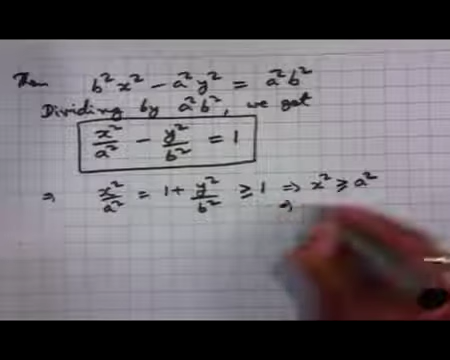 Then b²x² − a²y² = a²b²
Dividing by a²b², we get
x²/a² − y²/b² = 1
⇒ x²/a² = 1 + y²/b² ≥ 1 ⇒ x² ≥ a²
⇒